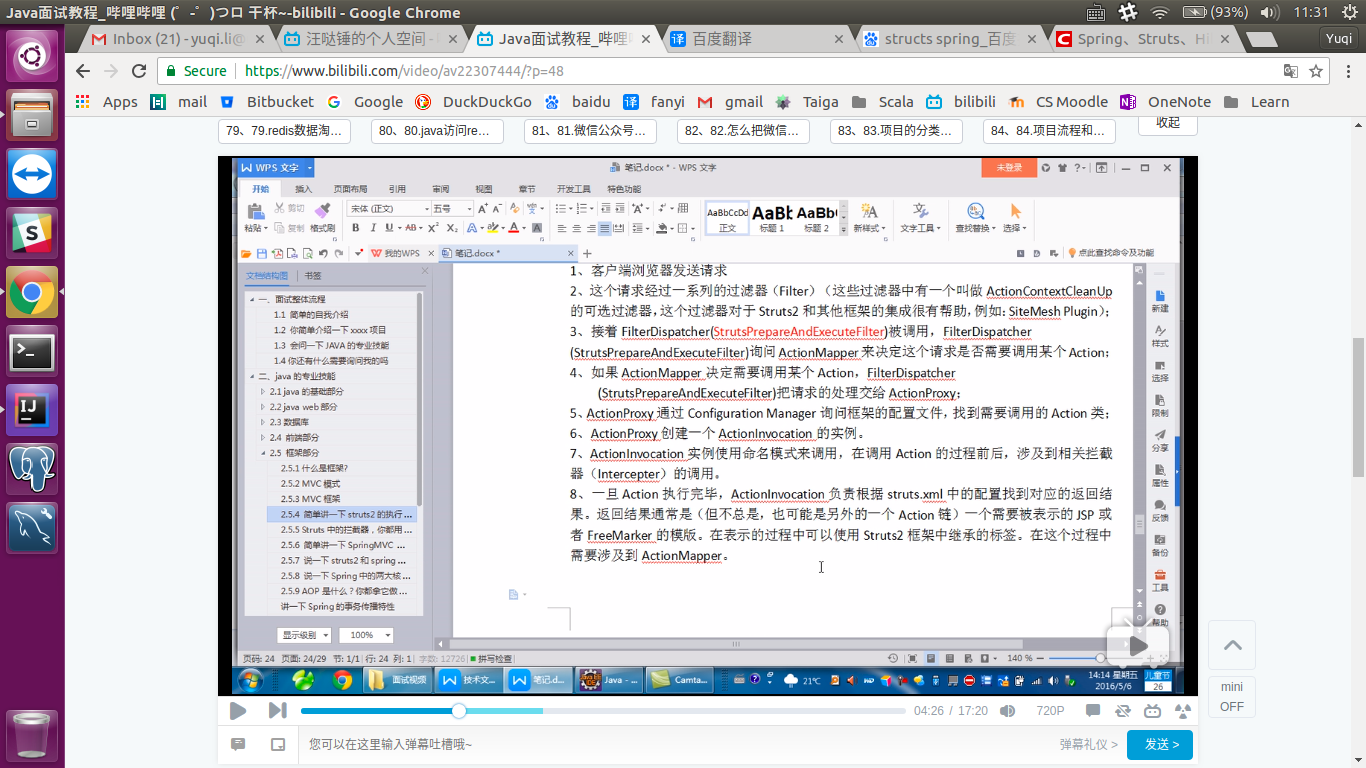 Java面试教程_哔哩哔哩 (゜-゜)つロ 干杯~-bilibili - Google Chrome
(93%)
11:31
Inbox (21) - yuqi.li@
汪哒锤的个人空间 -
Java面试教程_哔哩
百度翻译
structs spring_百度
Spring、Struts、Hi
Yuqi
Secure
https://www.bilibili.com/video/av22307444/?p=48
Apps
mail
Bitbucket
Google
DuckDuckGo
baidu
fanyi
gmail
Taiga
Scala
bilibili
CS Moodle
OneNote
Learn
79、79.redis数据淘...
80、80.java访问re...
81、81.微信公众号...
82、82.怎么把微信...
83、83.项目的分类...
84、84.项目流程和...
收起
WPS 文字
笔记.docx * - WPS 文字
未登录
开始
插入
页面布局
引用
审阅
视图
章节
开发工具
特色功能
粘贴
剪切
复制
格式刷
宋体 (正文)
五号
AaBbCcDd
正文
AaBb
标题 1
AaBb
标题 2
新样式
文字工具
查找替换
选择
我的WPS
笔记.docx *
点此查找命令及功能
文档结构图
书签
一、面试整体流程
1.1 简单的自我介绍
1.2 你简单介绍一下 xxxx 项目
1.3 会问一下 JAVA 的专业技能
1.4 你还有什么需要询问我的吗
二、java 的专业技能
2.1 java 的基础部分
2.2 java web 部分
2.3 数据库
2.4 前端部分
2.5 框架部分
2.5.1 什么是框架?
2.5.2 MVC 模式
2.5.3 MVC 框架
2.5.4 简单讲一下 struts2 的执行 ...
2.5.5 Struts 中的拦截器，你都用 ...
2.5.6 简单讲一下 SpringMVC ...
2.5.7 说一下 struts2 和 spring ...
2.5.8 说一下 Spring 中的两大核 ...
2.5.9 AOP 是什么？你都拿它做 ...
讲一下 Spring 的事务传播特性
显示级别
100%
1、客户端浏览器发送请求
2、这个请求经过一系列的过滤器（Filter）（这些过滤器中有一个叫做 ActionContextCleanUp
的可选过滤器，这个过滤器对于 Struts2 和其他框架的集成很有帮助，例如：SiteMesh Plugin）；
3、接着 FilterDispatcher(StrutsPrepareAndExecuteFilter)被调用，FilterDispatcher
(StrutsPrepareAndExecuteFilter)询问 ActionMapper 来决定这个请求是否需要调用某个 Action；
4、如果 ActionMapper 决定需要调用某个 Action，FilterDispatcher
(StrutsPrepareAndExecuteFilter)把请求的处理交给 ActionProxy；
5、ActionProxy 通过 Configuration Manager 询问框架的配置文件，找到需要调用的 Action 类；
6、ActionProxy 创建一个 ActionInvocation 的实例。
7、ActionInvocation 实例使用命名模式来调用，在调用 Action 的过程前后，涉及到相关拦截
器（Intercepter）的调用。
8、一旦 Action 执行完毕，ActionInvocation 负责根据 struts.xml 中的配置找到对应的返回结
果。返回结果通常是（但不总是，也可能是另外的一个 Action 链）一个需要被表示的 JSP 或
者 FreeMarker 的模版。在表示的过程中可以使用 Struts2 框架中继承的标签。在这个过程中
需要涉及到 ActionMapper。
新建
样式
选择
限制
分享
属性
反馈
备份
工具
帮助
页码: 24
页面: 24/29
节: 1/1
行: 24
列: 1
字数: 12726
拼写检查
140 %
面试视频
技术文...
笔记.d...
Java - ...
Camta...
21℃
14:14 星期五
2016/5/6
儿童节
26
04:26 / 17:20
720P
mini
OFF
您可以在这里输入弹幕吐槽哦~
弹幕礼仪 >
发送 >